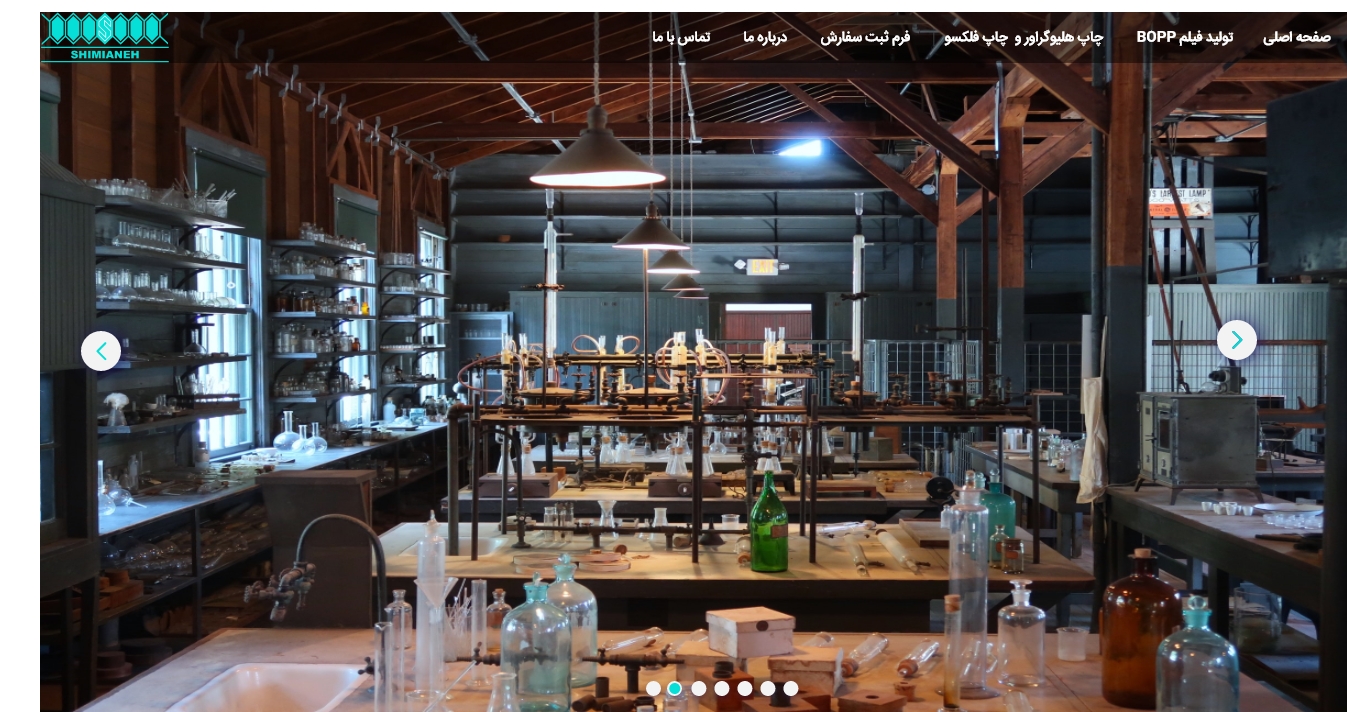 SHIMIANEH
صفحه اصلی
تولید فیلم BOPP
چاپ هلیوگراور و چاپ فلکسو
فرم ثبت سفارش
درباره ما
تماس با ما
EXIT
LAMP